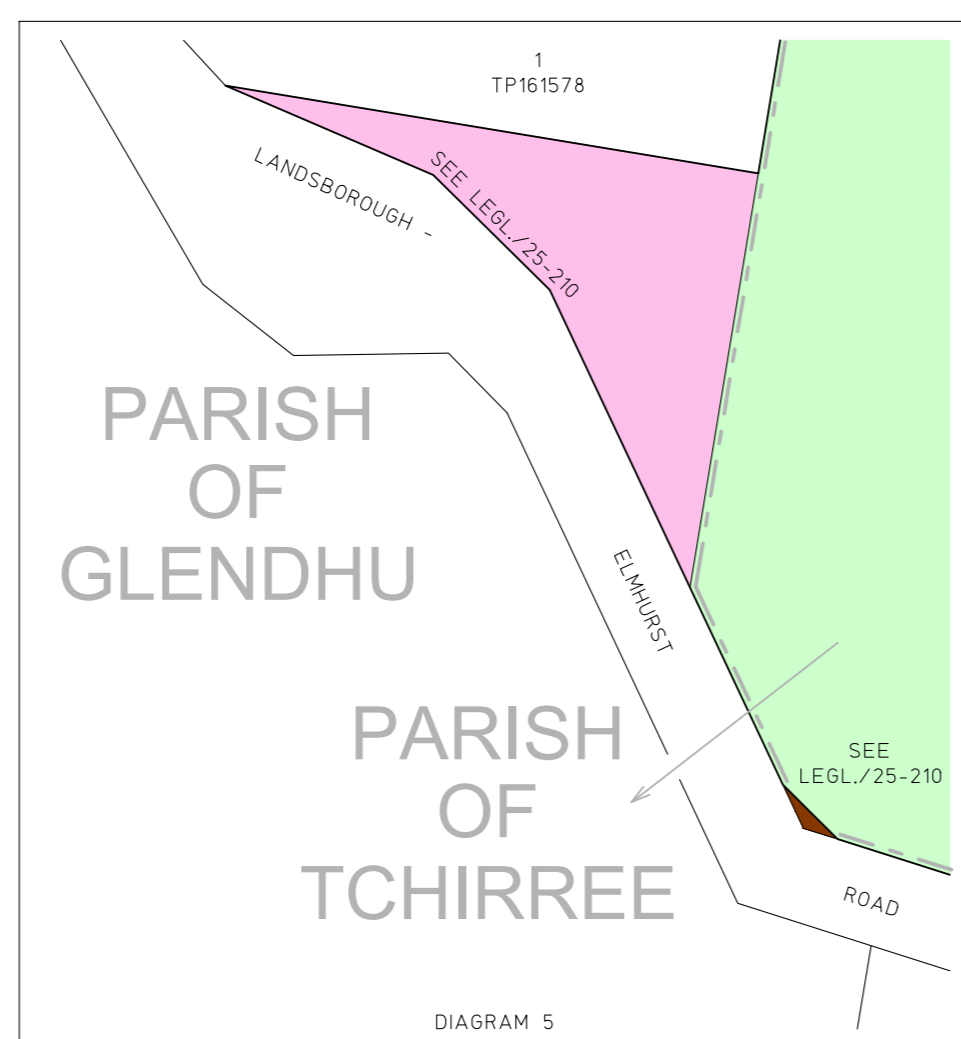 1
TP161578
LANDSBOROUGH -
SEE LEGL./25-210
PARISH
OF
GLENDHU
ELMHURST
PARISH
OF
TCHIRREE
SEE
LEGL./25-210
ROAD
DIAGRAM 5